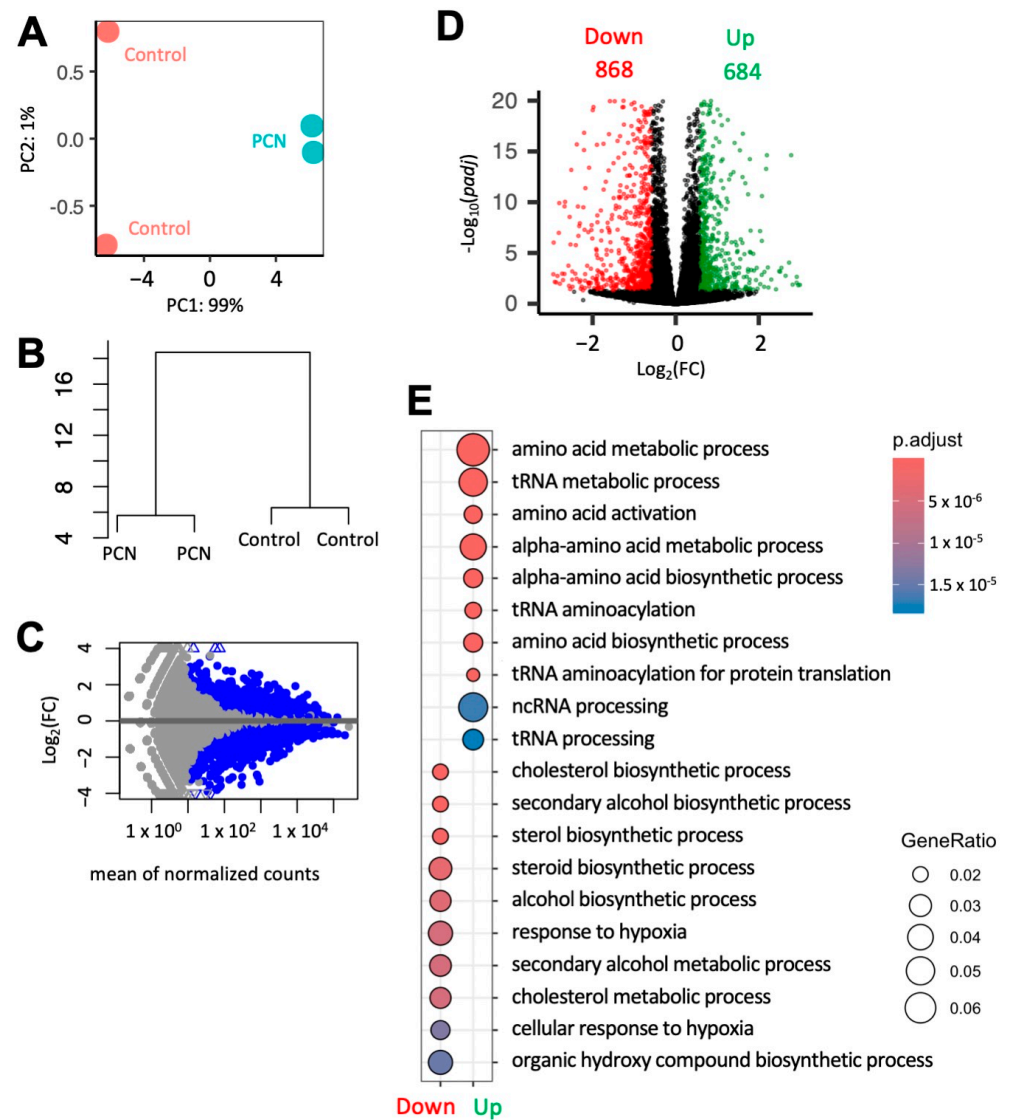 A
Control
PCN
Control
0.5
0.0
-0.5
PC2: 1%
−4
0
4
PC1: 99%
B
16
12
8
4
PCN
PCN
Control
Control
C
4
2
0
−2
−4
Log2(FC)
1 x 10⁰
1 x 10²
1 x 10⁴
mean of normalized counts
D
Down
Up
868
684
20
15
10
5
0
-Log10(padj)
−2
0
2
Log2(FC)
E
amino acid metabolic process
tRNA metabolic process
amino acid activation
alpha-amino acid metabolic process
alpha-amino acid biosynthetic process
tRNA aminoacylation
amino acid biosynthetic process
tRNA aminoacylation for protein translation
ncRNA processing
tRNA processing
cholesterol biosynthetic process
secondary alcohol biosynthetic process
sterol biosynthetic process
steroid biosynthetic process
alcohol biosynthetic process
response to hypoxia
secondary alcohol metabolic process
cholesterol metabolic process
cellular response to hypoxia
organic hydroxy compound biosynthetic process
Down
Up
p.adjust
5 x 10⁻⁶
1 x 10⁻⁵
1.5 x 10⁻⁵
GeneRatio
0.02
0.03
0.04
0.05
0.06